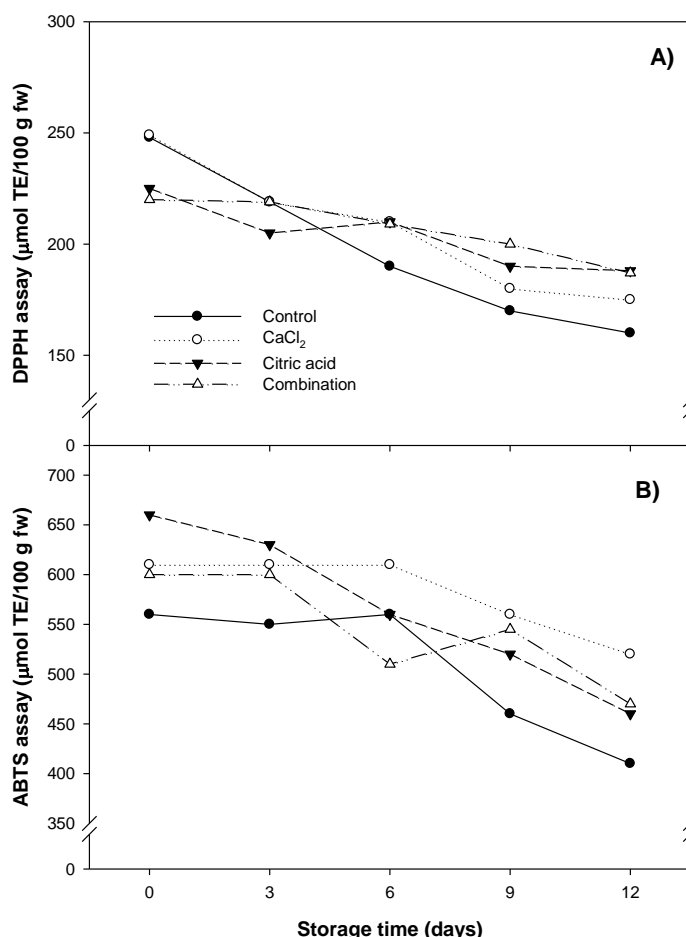 300
A)
250
200
150
0
DPPH assay (μmol TE/100 g fw)
Control
CaCl₂
Citric acid
Combination
700
B)
650
600
550
500
450
400
350
0
ABTS assay (μmol TE/100 g fw)
0 3 6 9 12
Storage time (days)